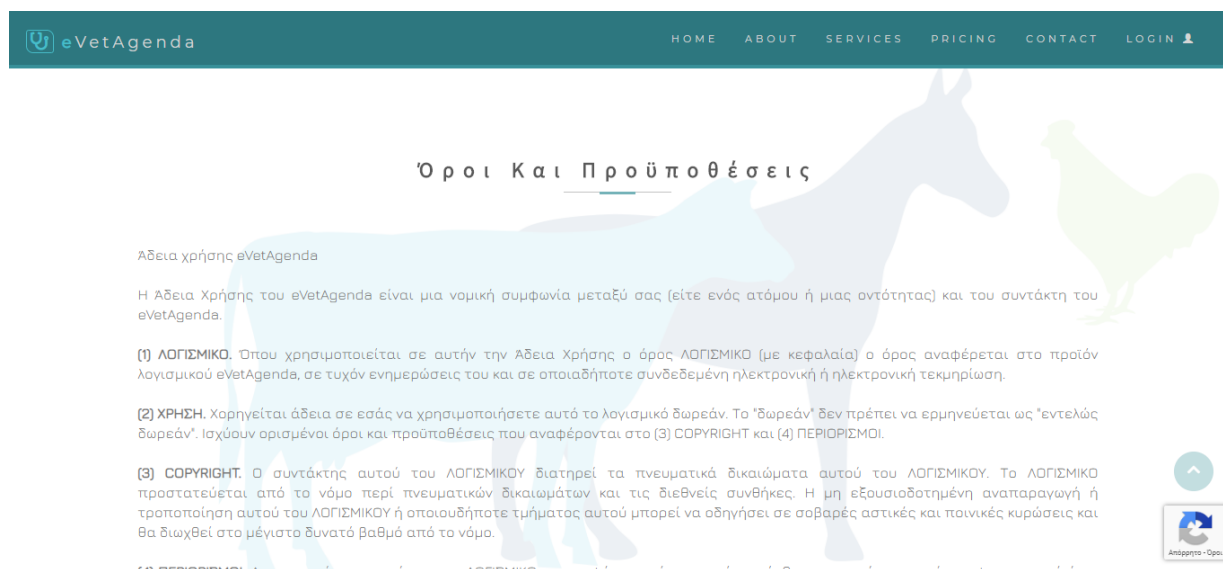 eVetAgenda
HOME ABOUT SERVICES PRICING CONTACT LOGIN
Όροι Και Προϋποθέσεις
Άδεια χρήσης eVetAgenda
Η Άδεια Χρήσης του eVetAgenda είναι μια νομική συμφωνία μεταξύ σας (είτε ενός ατόμου ή μιας οντότητας) και του συντάκτη του
eVetAgenda.
(1) ΛΟΓΙΣΜΙΚΟ. Όπου χρησιμοποιείται σε αυτήν την Άδεια Χρήσης ο όρος ΛΟΓΙΣΜΙΚΟ (με κεφαλαία) ο όρος αναφέρεται στο προϊόν
λογισμικού eVetAgenda, σε τυχόν ενημερώσεις του και σε οποιαδήποτε συνδεδεμένη ηλεκτρονική ή ηλεκτρονική τεκμηρίωση.
(2) ΧΡΗΣΗ. Χορηγείται άδεια σε εσάς να χρησιμοποιήσετε αυτό το λογισμικό δωρεάν. Το "δωρεάν" δεν πρέπει να ερμηνεύεται ως "εντελώς
δωρεάν". Ισχύουν ορισμένοι όροι και προϋποθέσεις που αναφέρονται στο (3) COPYRIGHT και (4) ΠΕΡΙΟΡΙΣΜΟΙ.
(3) COPYRIGHT. Ο συντάκτης αυτού του ΛΟΓΙΣΜΙΚΟΥ διατηρεί τα πνευματικά δικαιώματα αυτού του ΛΟΓΙΣΜΙΚΟΥ. Το ΛΟΓΙΣΜΙΚΟ
προστατεύεται από το νόμο περί πνευματικών δικαιωμάτων και τις διεθνείς συνθήκες. Η μη εξουσιοδοτημένη αναπαραγωγή ή
τροποποίηση αυτού του ΛΟΓΙΣΜΙΚΟΥ ή οποιουδήποτε τμήματος αυτού μπορεί να οδηγήσει σε σοβαρές αστικές και ποινικές κυρώσεις και
θα διωχθεί στο μέγιστο δυνατό βαθμό από το νόμο.
Απόρρητο - Όροι